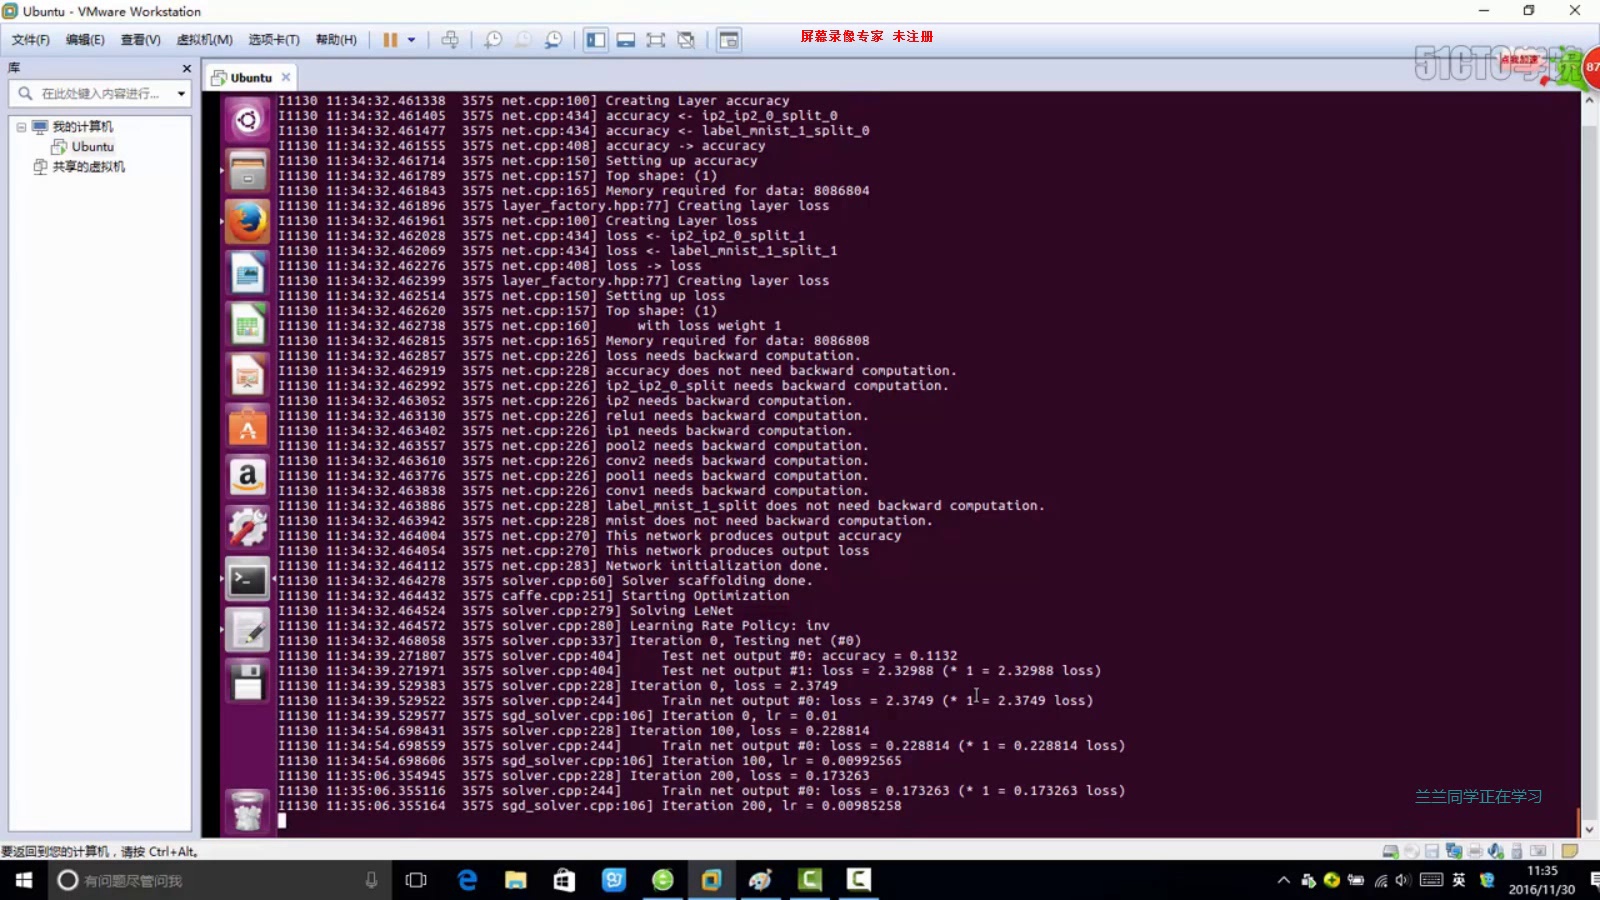 Ubuntu - VMware Workstation
文件(F) 编辑(E) 查看(V) 虚拟机(M) 选项卡(T) 帮助(H)
屏幕录像专家 未注册
51CTO学院
点我加速
87
库
Ubuntu
在此处键入内容进行...
我的计算机
Ubuntu
共享的虚拟机
I1130 11:34:32.461338 3575 net.cpp:100] Creating Layer accuracy
I1130 11:34:32.461405 3575 net.cpp:434] accuracy <- ip2_ip2_0_split_0
I1130 11:34:32.461477 3575 net.cpp:434] accuracy <- label_mnist_1_split_0
I1130 11:34:32.461555 3575 net.cpp:408] accuracy -> accuracy
I1130 11:34:32.461714 3575 net.cpp:150] Setting up accuracy
I1130 11:34:32.461789 3575 net.cpp:157] Top shape: (1)
I1130 11:34:32.461843 3575 net.cpp:165] Memory required for data: 8086804
I1130 11:34:32.461896 3575 layer_factory.hpp:77] Creating layer loss
I1130 11:34:32.461961 3575 net.cpp:100] Creating Layer loss
I1130 11:34:32.462028 3575 net.cpp:434] loss <- ip2_ip2_0_split_1
I1130 11:34:32.462069 3575 net.cpp:434] loss <- label_mnist_1_split_1
I1130 11:34:32.462276 3575 net.cpp:408] loss -> loss
I1130 11:34:32.462399 3575 layer_factory.hpp:77] Creating layer loss
I1130 11:34:32.462514 3575 net.cpp:150] Setting up loss
I1130 11:34:32.462620 3575 net.cpp:157] Top shape: (1)
I1130 11:34:32.462738 3575 net.cpp:160]     with loss weight 1
I1130 11:34:32.462815 3575 net.cpp:165] Memory required for data: 8086808
I1130 11:34:32.462857 3575 net.cpp:226] loss needs backward computation.
I1130 11:34:32.462919 3575 net.cpp:228] accuracy does not need backward computation.
I1130 11:34:32.462992 3575 net.cpp:226] ip2_ip2_0_split needs backward computation.
I1130 11:34:32.463052 3575 net.cpp:226] ip2 needs backward computation.
I1130 11:34:32.463130 3575 net.cpp:226] relu1 needs backward computation.
I1130 11:34:32.463402 3575 net.cpp:226] ip1 needs backward computation.
I1130 11:34:32.463557 3575 net.cpp:226] pool2 needs backward computation.
I1130 11:34:32.463610 3575 net.cpp:226] conv2 needs backward computation.
I1130 11:34:32.463776 3575 net.cpp:226] pool1 needs backward computation.
I1130 11:34:32.463838 3575 net.cpp:226] conv1 needs backward computation.
I1130 11:34:32.463886 3575 net.cpp:228] label_mnist_1_split does not need backward computation.
I1130 11:34:32.463942 3575 net.cpp:228] mnist does not need backward computation.
I1130 11:34:32.464004 3575 net.cpp:270] This network produces output accuracy
I1130 11:34:32.464054 3575 net.cpp:270] This network produces output loss
I1130 11:34:32.464112 3575 net.cpp:283] Network initialization done.
I1130 11:34:32.464278 3575 solver.cpp:60] Solver scaffolding done.
I1130 11:34:32.464432 3575 caffe.cpp:251] Starting Optimization
I1130 11:34:32.464524 3575 solver.cpp:279] Solving LeNet
I1130 11:34:32.464572 3575 solver.cpp:280] Learning Rate Policy: inv
I1130 11:34:32.468058 3575 solver.cpp:337] Iteration 0, Testing net (#0)
I1130 11:34:39.271807 3575 solver.cpp:404]     Test net output #0: accuracy = 0.1132
I1130 11:34:39.271971 3575 solver.cpp:404]     Test net output #1: loss = 2.32988 (* 1 = 2.32988 loss)
I1130 11:34:39.529383 3575 solver.cpp:228] Iteration 0, loss = 2.3749
I1130 11:34:39.529522 3575 solver.cpp:244]     Train net output #0: loss = 2.3749 (* 1 = 2.3749 loss)
I1130 11:34:39.529577 3575 sgd_solver.cpp:106] Iteration 0, lr = 0.01
I1130 11:34:54.698431 3575 solver.cpp:228] Iteration 100, loss = 0.228814
I1130 11:34:54.698559 3575 solver.cpp:244]     Train net output #0: loss = 0.228814 (* 1 = 0.228814 loss)
I1130 11:34:54.698606 3575 sgd_solver.cpp:106] Iteration 100, lr = 0.00992565
I1130 11:35:06.354945 3575 solver.cpp:228] Iteration 200, loss = 0.173263
I1130 11:35:06.355116 3575 solver.cpp:244]     Train net output #0: loss = 0.173263 (* 1 = 0.173263 loss)
I1130 11:35:06.355164 3575 sgd_solver.cpp:106] Iteration 200, lr = 0.00985258
兰兰同学正在学习
要返回到您的计算机，请按 Ctrl+Alt。
有问题尽管问我
英
11:35
2016/11/30